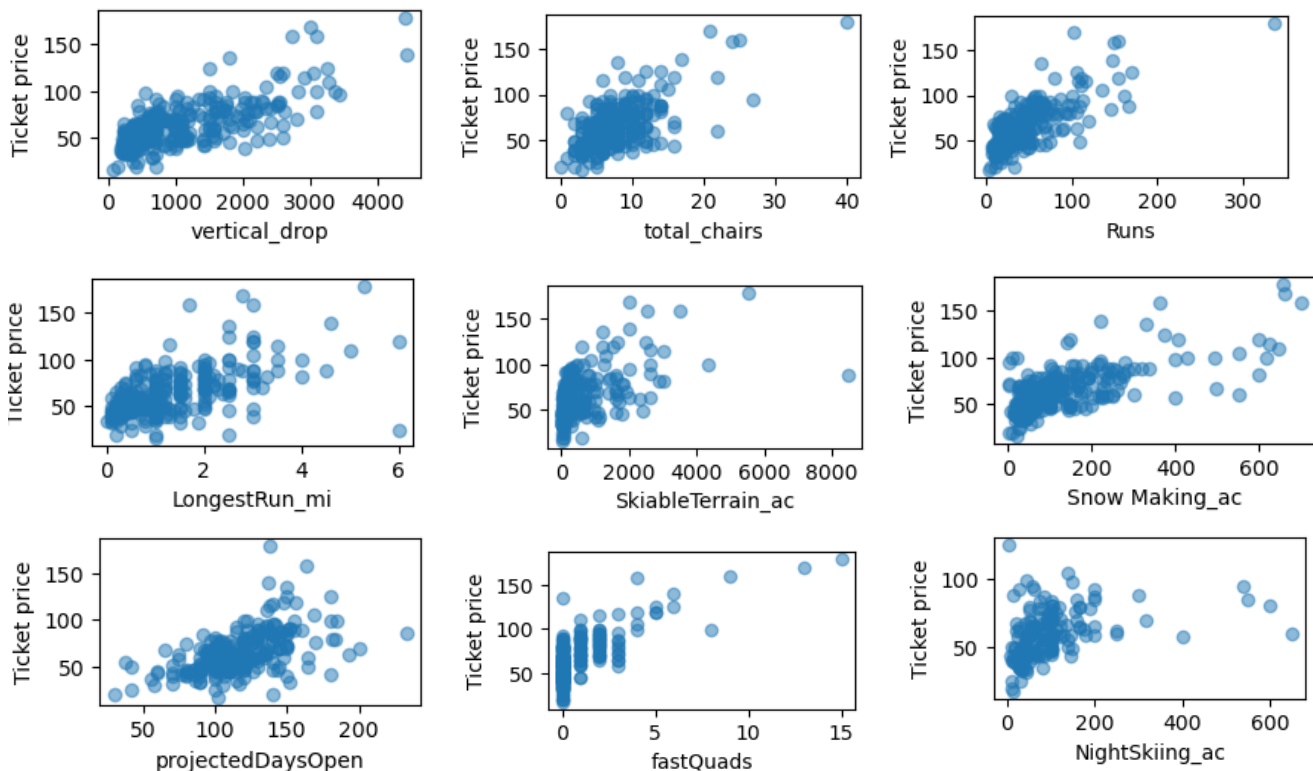 Ticket price
150
100
50
0 1000 2000 3000 4000
vertical_drop
Ticket price
150
100
50
0 10 20 30 40
total_chairs
Ticket price
150
100
50
0 100 200 300
Runs
Ticket price
150
100
50
0 2 4 6
LongestRun_mi
Ticket price
150
100
50
0 2000 4000 6000 8000
SkiableTerrain_ac
Ticket price
150
100
50
0 200 400 600
Snow Making_ac
Ticket price
150
100
50
50 100 150 200
projectedDaysOpen
Ticket price
150
100
50
0 5 10 15
fastQuads
Ticket price
100
50
0 200 400 600
NightSkiing_ac